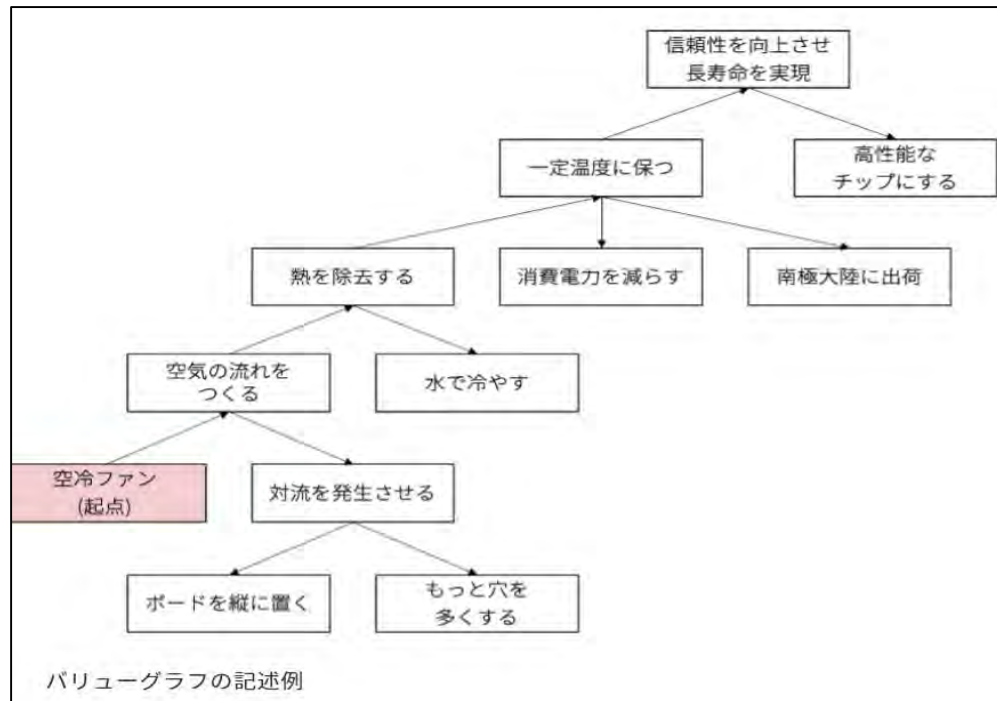 信頼性を向上させ
長寿命を実現
一定温度に保つ
高性能な
チップにする
熱を除去する
消費電力を減らす
南極大陸に出荷
空気の流れを
つくる
水で冷やす
空冷ファン
(起点)
対流を発生させる
ボードを縦に置く
もっと穴を
多くする
バリューグラフの記述例